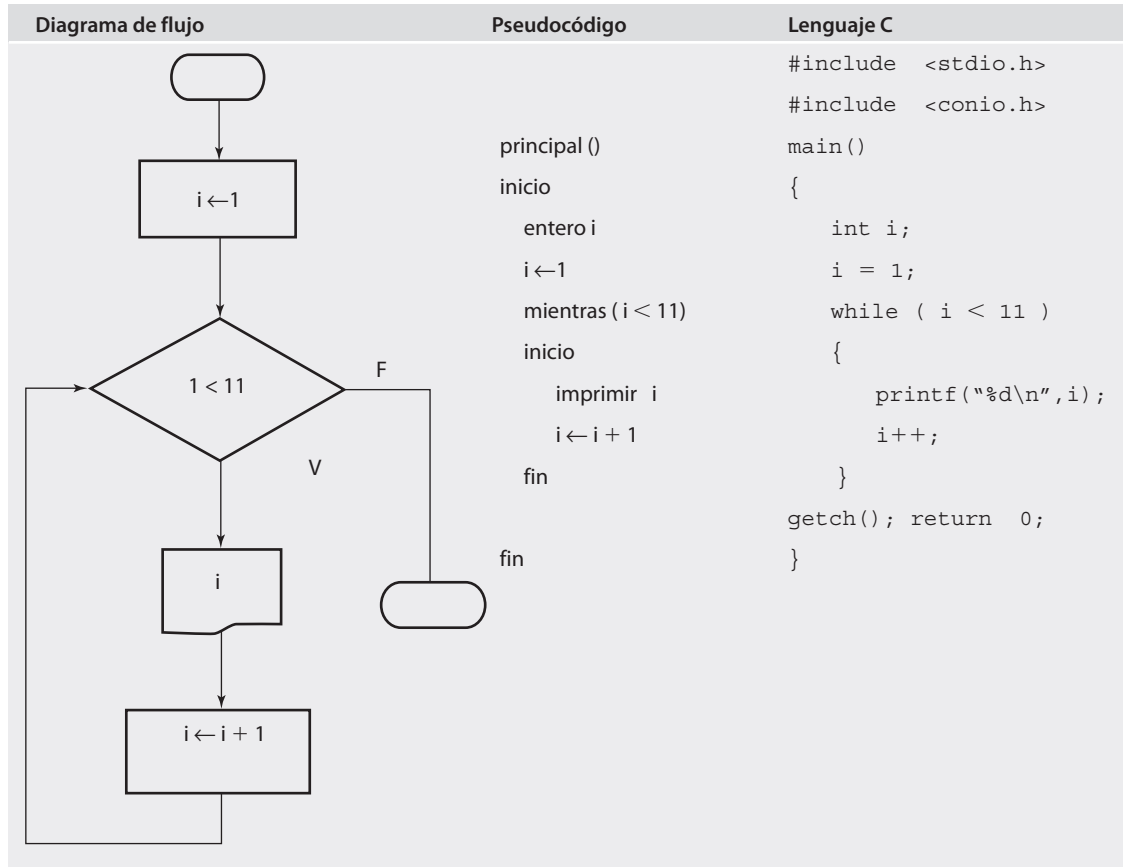 Diagrama de flujo
i ←1
1 < 11
F
V
i
i ← i + 1
Pseudocódigo
principal ()
inicio
entero i
i ←1
mientras ( i < 11)
inicio
imprimir i
i ← i + 1
fin
fin
Lenguaje C
#include <stdio.h>
#include <conio.h>
main()
{
int i;
i = 1;
while ( i < 11 )
{
printf("%d\n",i);
i++;
}
getch(); return 0;
}